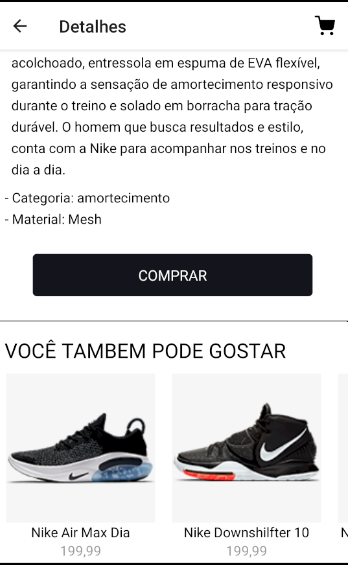 Detalhes
acolchoado, entressola em espuma de EVA flexível,
garantindo a sensação de amortecimento responsivo
durante o treino e solado em borracha para tração
durável. O homem que busca resultados e estilo,
conta com a Nike para acompanhar nos treinos e no
dia a dia.
- Categoria: amortecimento
- Material: Mesh
COMPRAR
VOCÊ TAMBEM PODE GOSTAR
Nike Air Max Dia
Nike Downshilfter 10
N
199,99
199,99